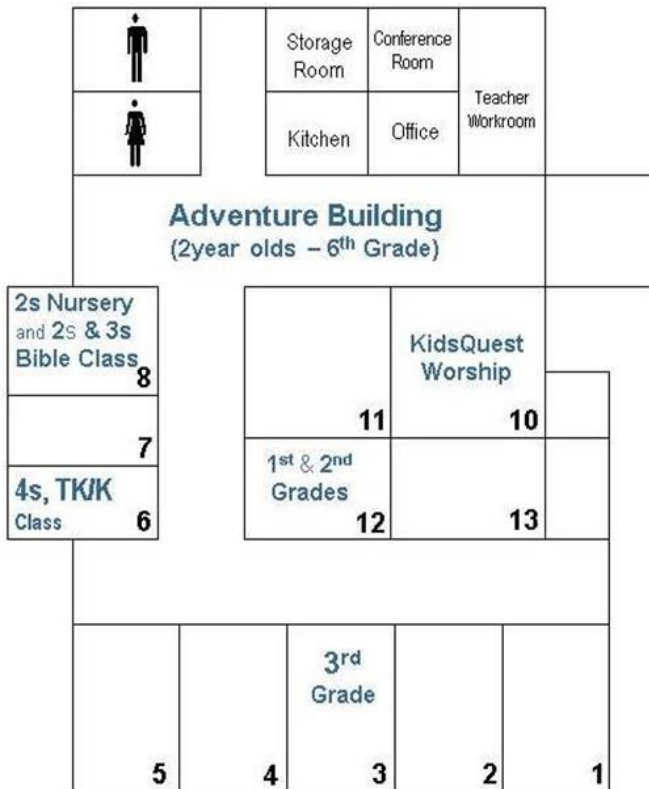 Storage
Room
Conference
Room
Teacher
Workroom
Kitchen
Office
Adventure Building
(2year olds – 6th Grade)
2s Nursery
and 2s & 3s
Bible Class
8
KidsQuest
Worship
11
10
7
1st & 2nd
Grades
4s, TK/K
Class
6
12
13
3rd
Grade
5
4
3
2
1